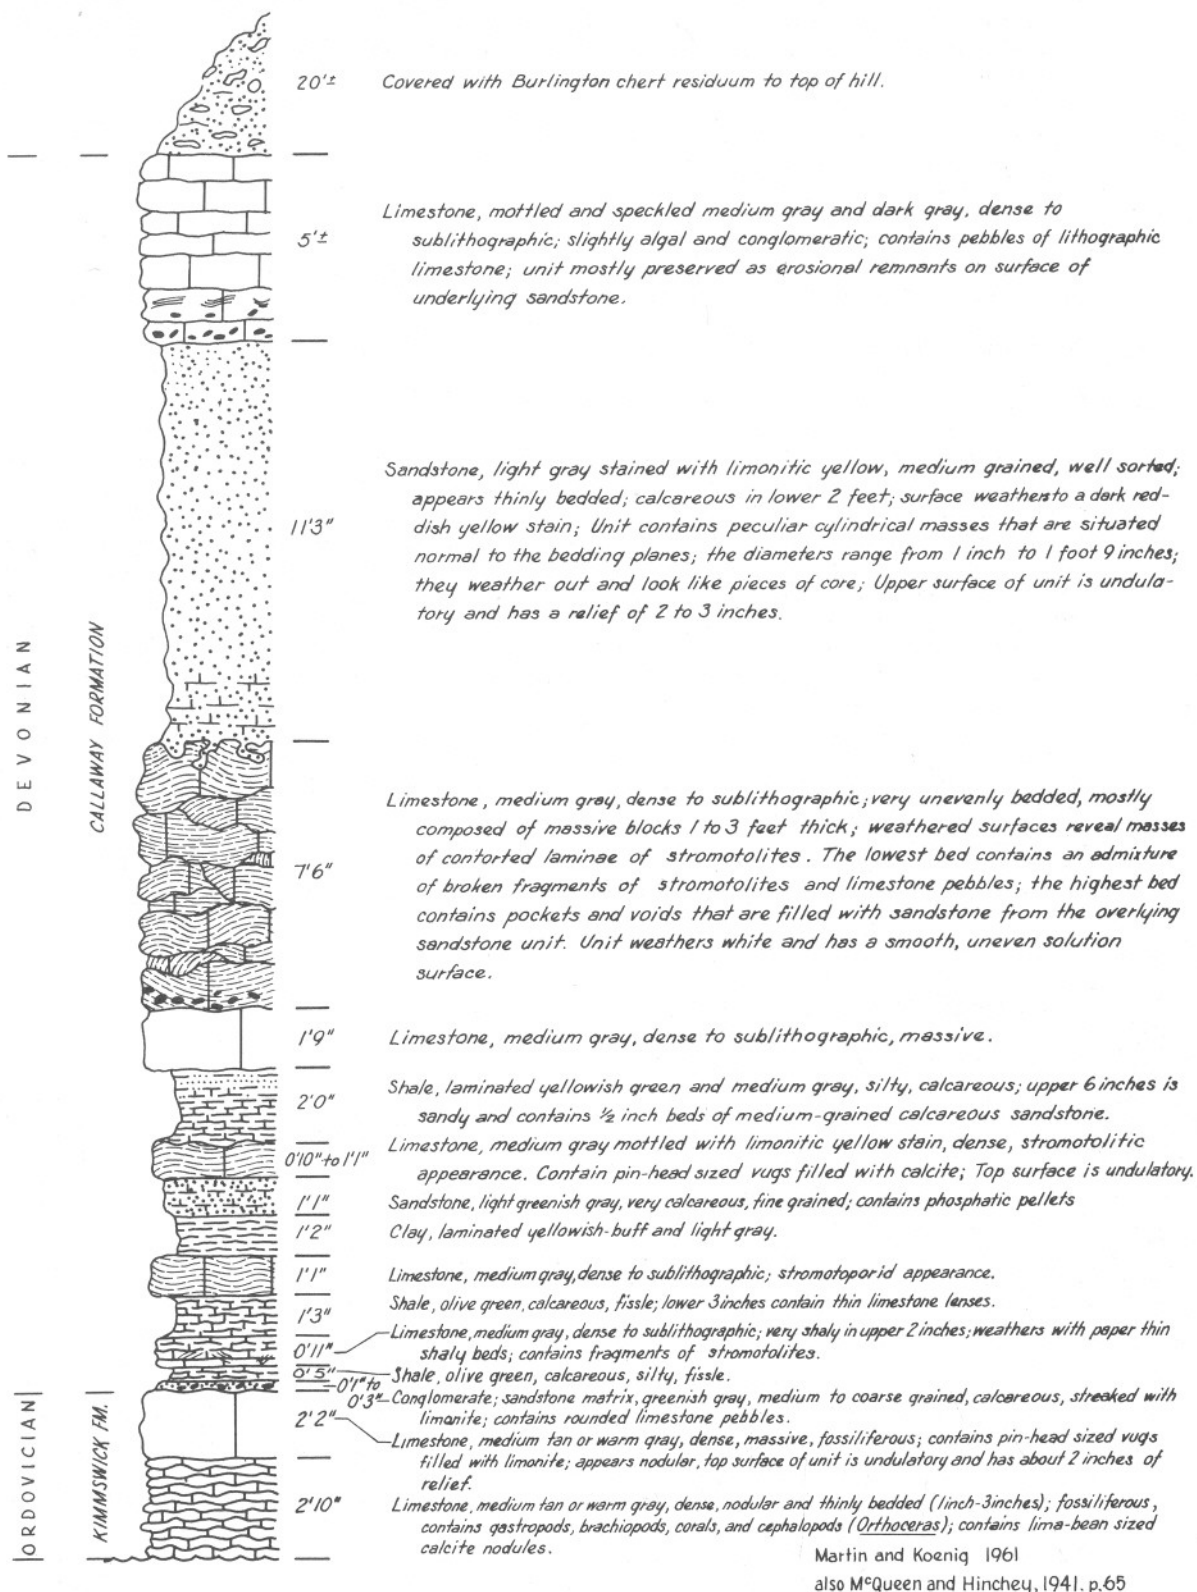 20'± Covered with Burlington chert residuum to top of hill.
5'± Limestone, mottled and speckled medium gray and dark gray, dense to
sublithographic; slightly algal and conglomeratic; contains pebbles of lithographic
limestone; unit mostly preserved as erosional remnants on surface of
underlying sandstone.
11'3" Sandstone, light gray stained with limonitic yellow, medium grained, well sorted;
appears thinly bedded; calcareous in lower 2 feet; surface weathers to a dark red-
dish yellow stain; Unit contains peculiar cylindrical masses that are situated
normal to the bedding planes; the diameters range from 1 inch to 1 foot 9 inches;
they weather out and look like pieces of core; Upper surface of unit is undula-
tory and has a relief of 2 to 3 inches.
DEVONIAN
CALLAWAY FORMATION
7'6" Limestone, medium gray, dense to sublithographic; very unevenly bedded, mostly
composed of massive blocks 1 to 3 feet thick; weathered surfaces reveal masses
of contorted laminae of stromotolites. The lowest bed contains an admixture
of broken fragments of stromotolites and limestone pebbles; the highest bed
contains pockets and voids that are filled with sandstone from the overlying
sandstone unit. Unit weathers white and has a smooth, uneven solution
surface.
1'9" Limestone, medium gray, dense to sublithographic, massive.
2'0" Shale, laminated yellowish green and medium gray, silty, calcareous; upper 6 inches is
sandy and contains ½ inch beds of medium-grained calcareous sandstone.
0'10" to 1'1" Limestone, medium gray mottled with limonitic yellow stain, dense, stromotolitic
appearance. Contain pin-head sized vugs filled with calcite; Top surface is undulatory.
1'1" Sandstone, light greenish gray, very calcareous, fine grained; contains phosphatic pellets
1'2" Clay, laminated yellowish-buff and light gray.
1'1" Limestone, medium gray, dense to sublithographic; stromotoporid appearance.
1'3" Shale, olive green, calcareous, fissle; lower 3 inches contain thin limestone lenses.
0'11" Limestone, medium gray, dense to sublithographic; very shaly in upper 2 inches; weathers with paper thin
shaly beds; contains fragments of stromotolites.
0'5" Shale, olive green, calcareous, silty, fissle.
0'1" to
0'3" Conglomerate; sandstone matrix, greenish gray, medium to coarse grained, calcareous, streaked with
limonite; contains rounded limestone pebbles.
ORDOVICIAN
KIMMSWICK FM.
2'2" Limestone, medium tan or warm gray, dense, massive, fossiliferous; contains pin-head sized vugs
filled with limonite; appears nodular, top surface of unit is undulatory and has about 2 inches of
relief.
2'10" Limestone, medium tan or warm gray, dense, nodular and thinly bedded (1inch-3inches); fossiliferous,
contains gastropods, brachiopods, corals, and cephalopods (Orthoceras); contains lima-bean sized
calcite nodules.
Martin and Koenig 1961
also McQueen and Hinchey, 1941, p.65